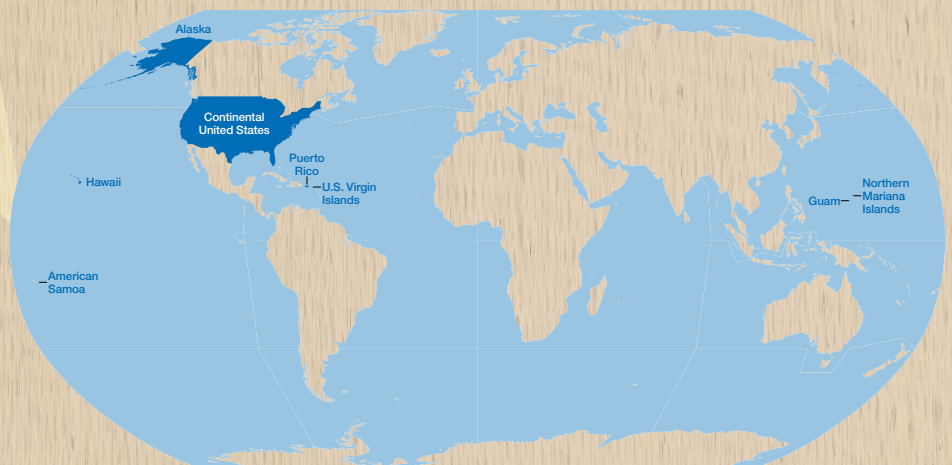 Alaska
Continental
United States
Puerto
Rico
U.S. Virgin
Islands
Hawaii
Northern
Mariana
Islands
Guam
American
Samoa